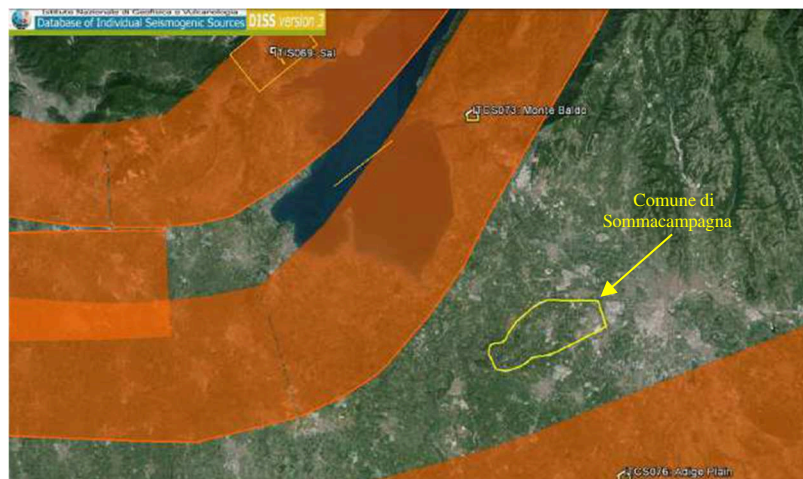 Istituto Nazionale di Geofisica e Vulcanologia
Database of Individual Seismogenic Sources DISS version 3
ITIS069: Sal
ITCS073: Monte Baldo
Comune di
Sommacampagna
ITCS076: Adige Plain